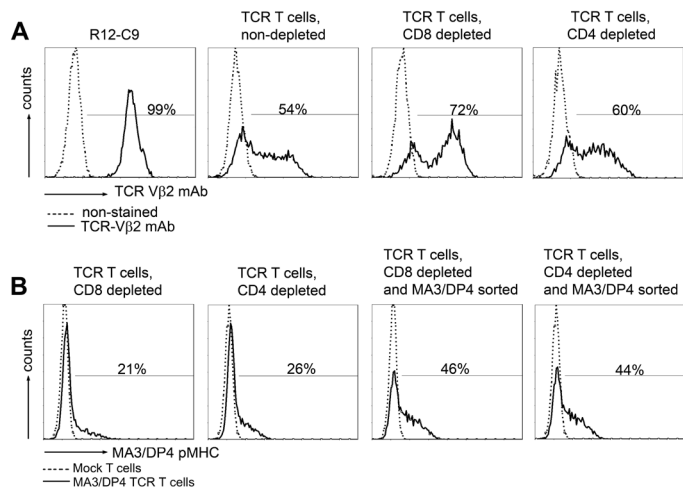 A
R12-C9
TCR T cells,
non-depleted
TCR T cells,
CD8 depleted
TCR T cells,
CD4 depleted
counts
99%
54%
72%
60%
TCR Vβ2 mAb
non-stained
TCR-Vβ2 mAb
B
TCR T cells,
CD8 depleted
TCR T cells,
CD4 depleted
TCR T cells,
CD8 depleted
and MA3/DP4 sorted
TCR T cells,
CD4 depleted
and MA3/DP4 sorted
counts
21%
26%
46%
44%
MA3/DP4 pMHC
Mock T cells
MA3/DP4 TCR T cells